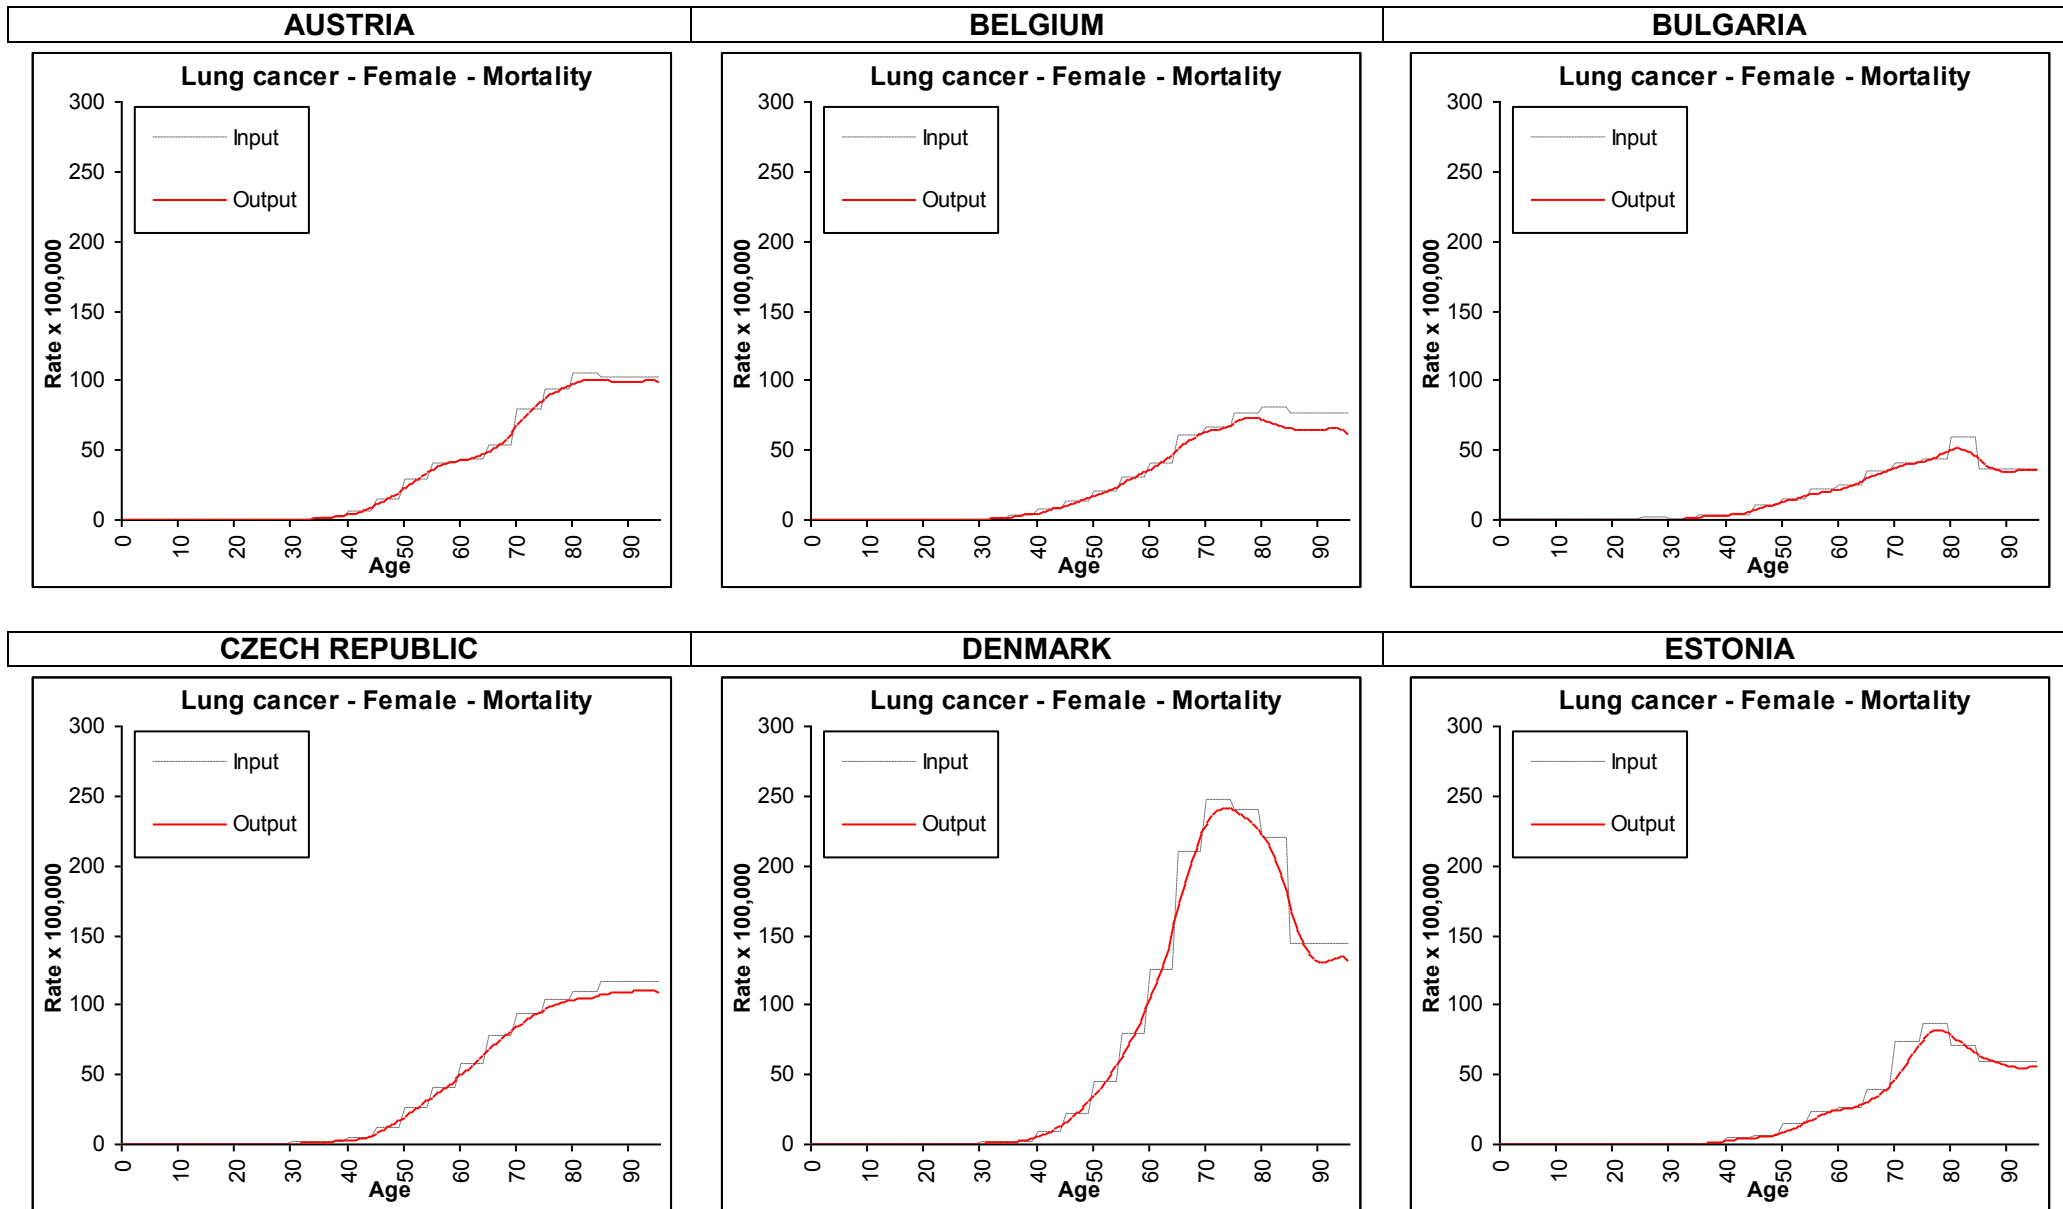 AUSTRIA BELGIUM BULGARIA
Lung cancer - Female - Mortality
300
250
200
150
100
50
0
Rate x 100,000
Input
Output
0 10 20 30 40 50 60 70 80 90
Age
Lung cancer - Female - Mortality
300
250
200
150
100
50
0
Rate x 100,000
Input
Output
0 10 20 30 40 50 60 70 80 90
Age
Lung cancer - Female - Mortality
300
250
200
150
100
50
0
Rate x 100,000
Input
Output
0 10 20 30 40 50 60 70 80 90
Age
CZECH REPUBLIC DENMARK ESTONIA
Lung cancer - Female - Mortality
300
250
200
150
100
50
0
Rate x 100,000
Input
Output
0 10 20 30 40 50 60 70 80 90
Age
Lung cancer - Female - Mortality
300
250
200
150
100
50
0
Rate x 100,000
Input
Output
0 10 20 30 40 50 60 70 80 90
Age
Lung cancer - Female - Mortality
300
250
200
150
100
50
0
Rate x 100,000
Input
Output
0 10 20 30 40 50 60 70 80 90
Age